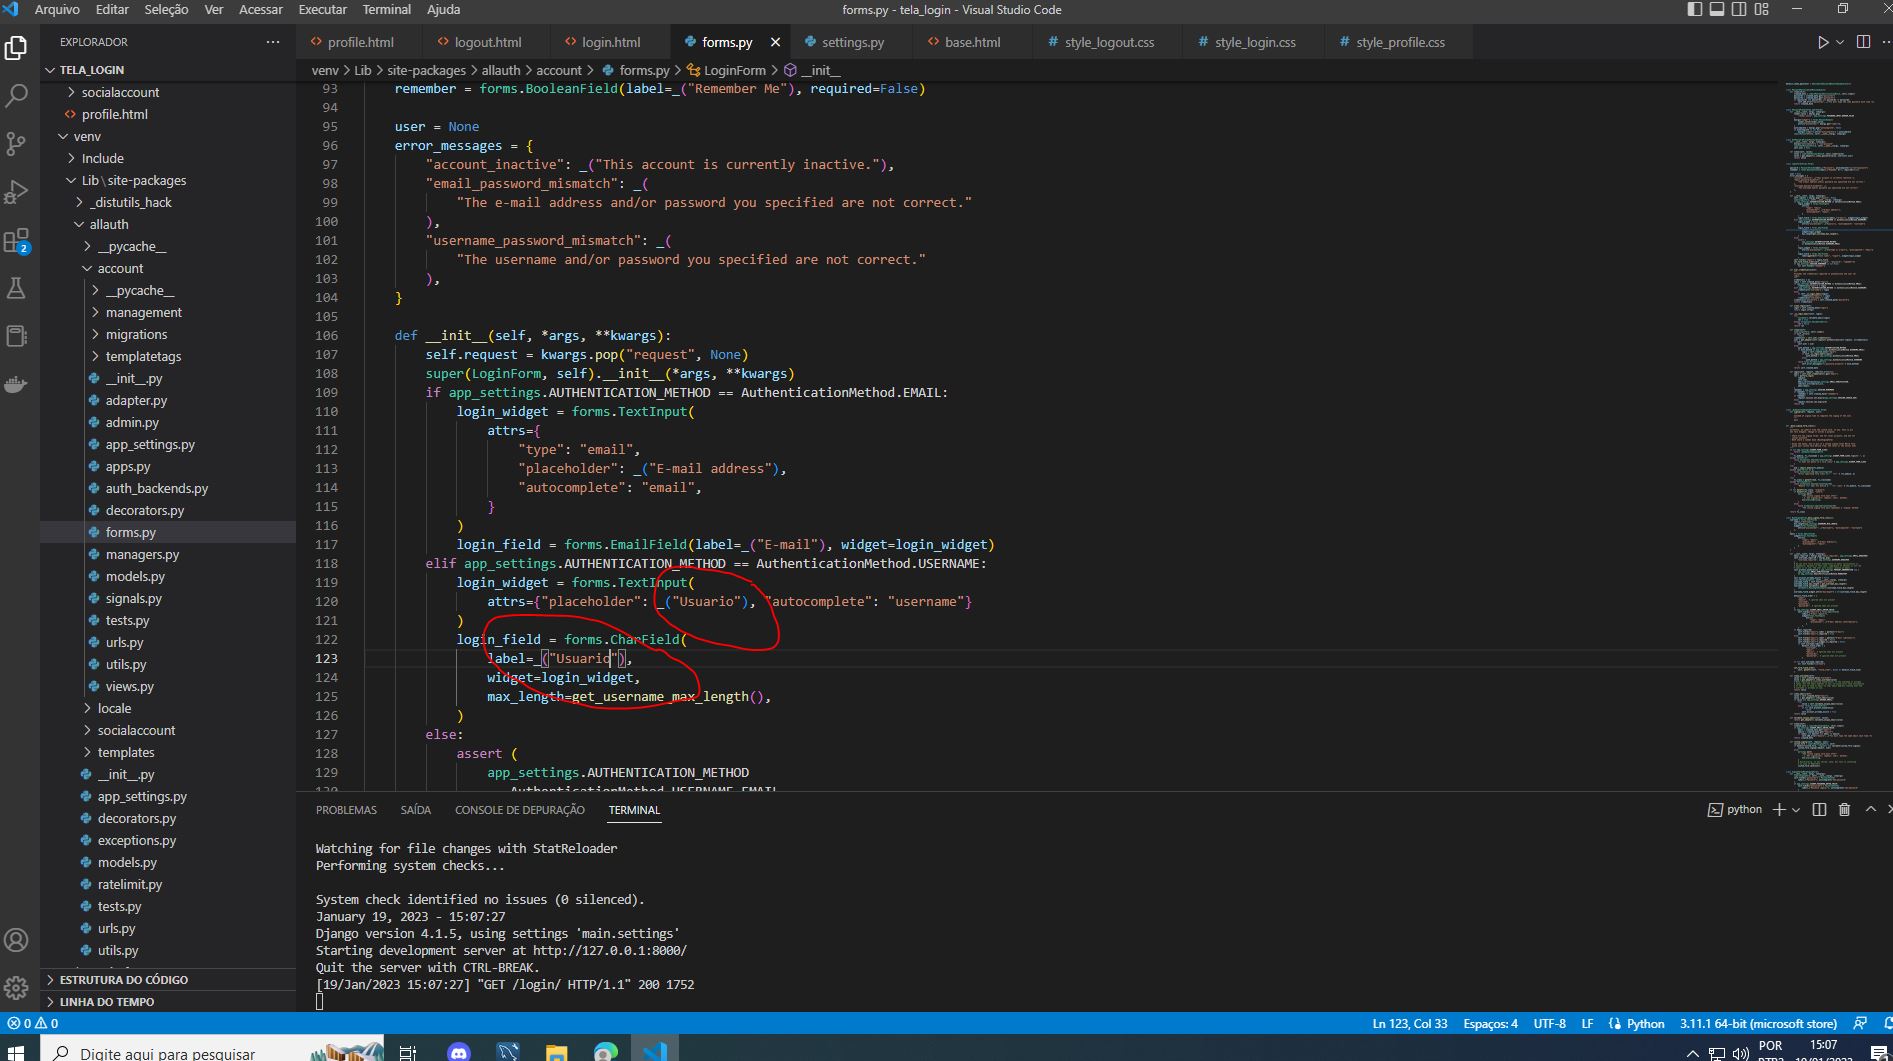 Arquivo Editar Seleção Ver Acessar Executar Terminal Ajuda
forms.py - tela_login - Visual Studio Code
EXPLORADOR
profile.html logout.html login.html forms.py settings.py base.html style_logout.css style_login.css style_profile.css
venv > Lib > site-packages > allauth > account > forms.py > LoginForm > __init__
TELA_LOGIN
socialaccount
profile.html
venv
Include
Lib\site-packages
_distutils_hack
allauth
__pycache__
account
__pycache__
management
migrations
templatetags
__init__.py
adapter.py
admin.py
app_settings.py
apps.py
auth_backends.py
decorators.py
forms.py
managers.py
models.py
signals.py
tests.py
urls.py
utils.py
views.py
locale
socialaccount
templates
__init__.py
app_settings.py
decorators.py
exceptions.py
models.py
ratelimit.py
tests.py
urls.py
utils.py
ESTRUTURA DO CÓDIGO
LINHA DO TEMPO
93 remember = forms.BooleanField(label=_("Remember Me"), required=False)
94
95 user = None
96 error_messages = {
97 "account_inactive": _("This account is currently inactive."),
98 "email_password_mismatch": _(
99 "The e-mail address and/or password you specified are not correct."
100 ),
101 "username_password_mismatch": _(
102 "The username and/or password you specified are not correct."
103 ),
104 }
105
106 def __init__(self, *args, **kwargs):
107 self.request = kwargs.pop("request", None)
108 super(LoginForm, self).__init__(*args, **kwargs)
109 if app_settings.AUTHENTICATION_METHOD == AuthenticationMethod.EMAIL:
110 login_widget = forms.TextInput(
111 attrs={
112 "type": "email",
113 "placeholder": _("E-mail address"),
114 "autocomplete": "email",
115 }
116 )
117 login_field = forms.EmailField(label=_("E-mail"), widget=login_widget)
118 elif app_settings.AUTHENTICATION_METHOD == AuthenticationMethod.USERNAME:
119 login_widget = forms.TextInput(
120 attrs={"placeholder": _("Usuario"), "autocomplete": "username"}
121 )
122 login_field = forms.CharField(
123 label=_("Usuario"),
124 widget=login_widget,
125 max_length=get_username_max_length(),
126 )
127 else:
128 assert (
129 app_settings.AUTHENTICATION_METHOD
130 AuthenticationMethod.USERNAME_EMAIL
PROBLEMAS SAÍDA CONSOLE DE DEPURAÇÃO TERMINAL
python
Watching for file changes with StatReloader
Performing system checks...
System check identified no issues (0 silenced).
January 19, 2023 - 15:07:27
Django version 4.1.5, using settings 'main.settings'
Starting development server at http://127.0.0.1:8000/
Quit the server with CTRL-BREAK.
[19/Jan/2023 15:07:27] "GET /login/ HTTP/1.1" 200 1752
2
0 0
Ln 123, Col 33 Espaços: 4 UTF-8 LF Python 3.11.1 64-bit (microsoft store)
Digite aqui para pesquisar
POR
15:07